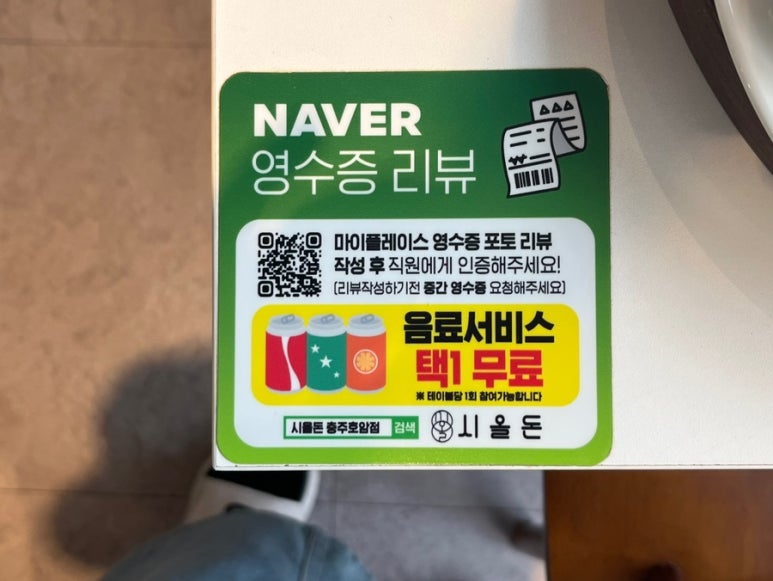 NAVER
영수증 리뷰
마이플레이스 영수증 포토 리뷰
작성 후 직원에게 인증해주세요!
(리뷰작성하기전 중간 영수증 요청해주세요)
음료서비스
택1 무료
※ 테이블당 1회 참여가능합니다
시올돈 충주호암점 검색 시올돈